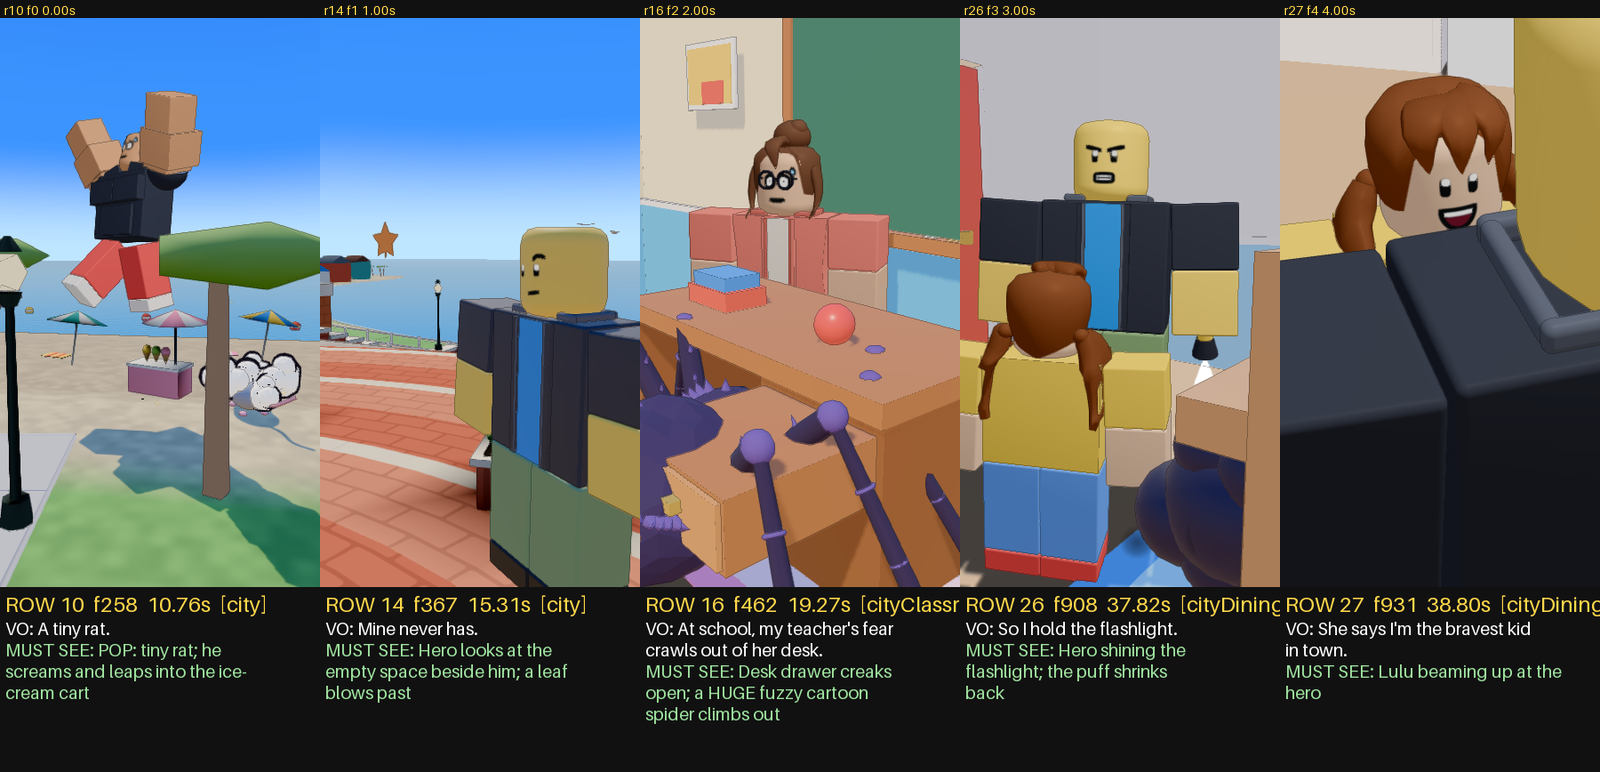 r10 f0 0.00s
r14 f1 1.00s
r16 f2 2.00s
r26 f3 3.00s
r27 f4 4.00s
ROW 10 f258 10.76s [city]
VO: A tiny rat.
MUST SEE: POP: tiny rat; he
screams and leaps into the ice-
cream cart
ROW 14 f367 15.31s [city]
VO: Mine never has.
MUST SEE: Hero looks at the
empty space beside him; a leaf
blows past
ROW 16 f462 19.27s [cityClassr
VO: At school, my teacher's fear
crawls out of her desk.
MUST SEE: Desk drawer creaks
open; a HUGE fuzzy cartoon
spider climbs out
ROW 26 f908 37.82s [cityDining
VO: So I hold the flashlight.
MUST SEE: Hero shining the
flashlight; the puff shrinks
back
ROW 27 f931 38.80s [cityDining
VO: She says I'm the bravest kid
in town.
MUST SEE: Lulu beaming up at the
hero